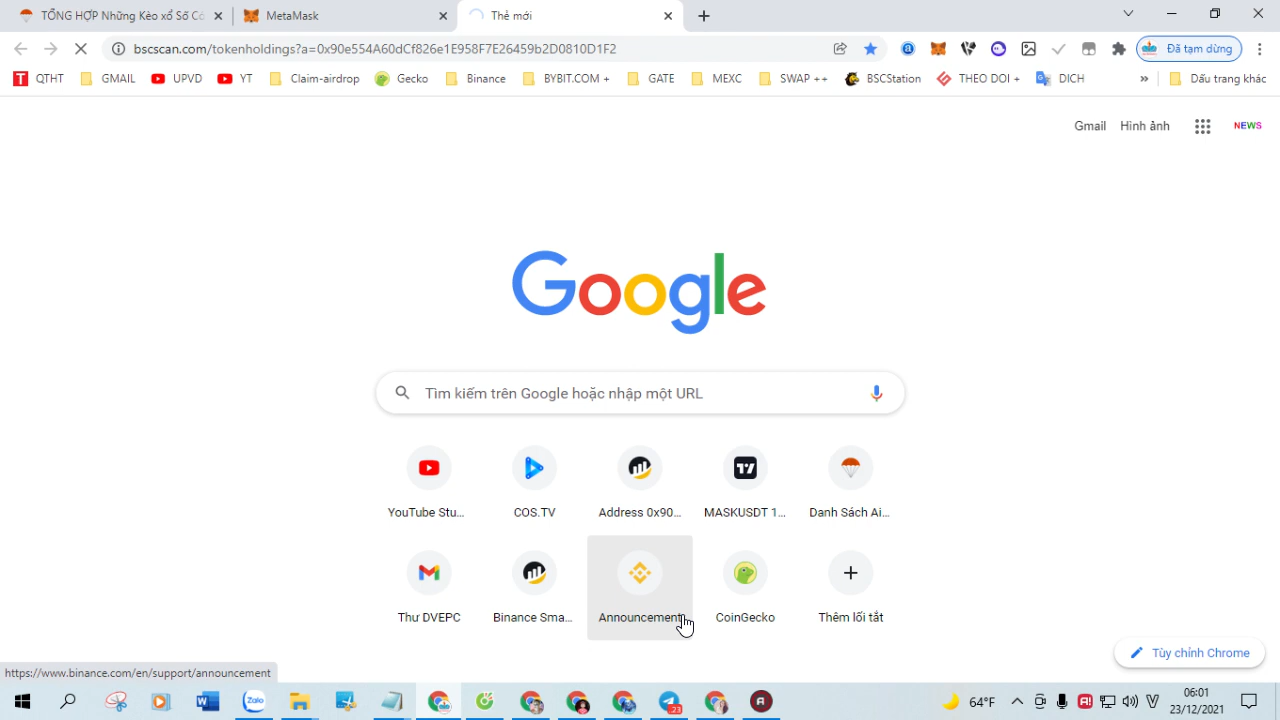 TỔNG HỢP Những Kèo xổ Số Có
MetaMask
Thẻ mới
bscscan.com/tokenholdings?a=0x90e554A60dCf826e1E958F7E26459b2D0810D1F2
Đã tạm dừng
QTHT
GMAIL
UPVD
YT
Claim-airdrop
Gecko
Binance
BYBIT.COM +
GATE
MEXC
SWAP ++
BSCStation
THEO DOI +
DICH
»
Dấu trang khác
Gmail
Hình ảnh
NEWS
Google
Tìm kiếm trên Google hoặc nhập một URL
YouTube Stu...
COS.TV
Address 0x90...
MASKUSDT 1...
Danh Sách Ai...
Thư DVEPC
Binance Sma...
Announcement
CoinGecko
Thêm lối tắt
Tùy chỉnh Chrome
https://www.binance.com/en/support/announcement
Zalo
23
64°F
06:01
23/12/2021